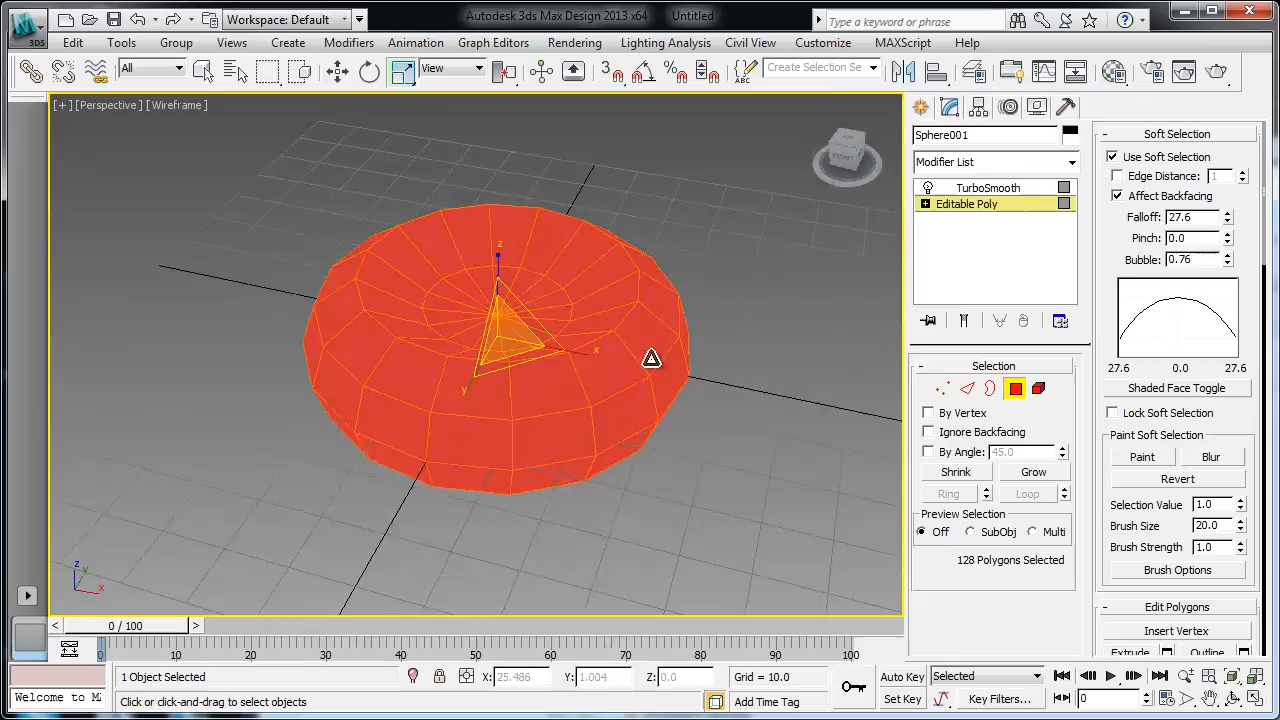 Workspace: Default
Autodesk 3ds Max Design 2013 x64
Untitled
Type a keyword or phrase
3DS
Edit
Tools
Group
Views
Create
Modifiers
Animation
Graph Editors
Rendering
Lighting Analysis
Civil View
Customize
MAXScript
Help
All
View
3
Create Selection Se
[+] [Perspective] [Wireframe]
FRONT
z
x
y
z
y
x
Sphere001
Modifier List
TurboSmooth
Editable Poly
Selection
By Vertex
Ignore Backfacing
By Angle: 45.0
Shrink
Grow
Ring
Loop
Preview Selection
Off
SubObj
Multi
128 Polygons Selected
Soft Selection
Use Soft Selection
Edge Distance: 1
Affect Backfacing
Falloff: 27.6
Pinch: 0.0
Bubble: 0.76
27.6
0.0
27.6
Shaded Face Toggle
Lock Soft Selection
Paint Soft Selection
Paint
Blur
Revert
Selection Value 1.0
Brush Size 20.0
Brush Strength 1.0
Brush Options
Edit Polygons
Insert Vertex
Extrude
Outline
0 / 100
0
10
20
30
40
50
60
70
80
90
100
1 Object Selected
X: 25.486
Y: 1.004
Z: 0.0
Grid = 10.0
Auto Key
Selected
Welcome to M
Click or click-and-drag to select objects
Add Time Tag
Set Key
Key Filters...
0